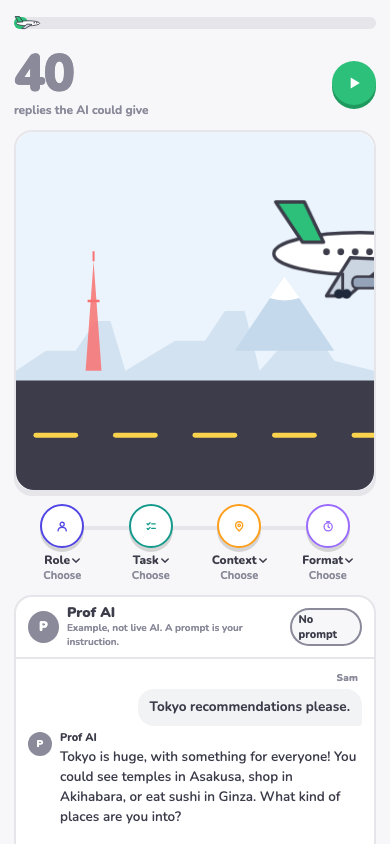 40
replies the AI could give
Role
Task
Context
Format
Choose
Choose
Choose
Choose
P
Prof AI
Example, not live AI. A prompt is your
instruction.
No
prompt
Sam
Tokyo recommendations please.
P
Prof AI
Tokyo is huge, with something for everyone! You
could see temples in Asakusa, shop in
Akihabara, or eat sushi in Ginza. What kind of
places are you into?